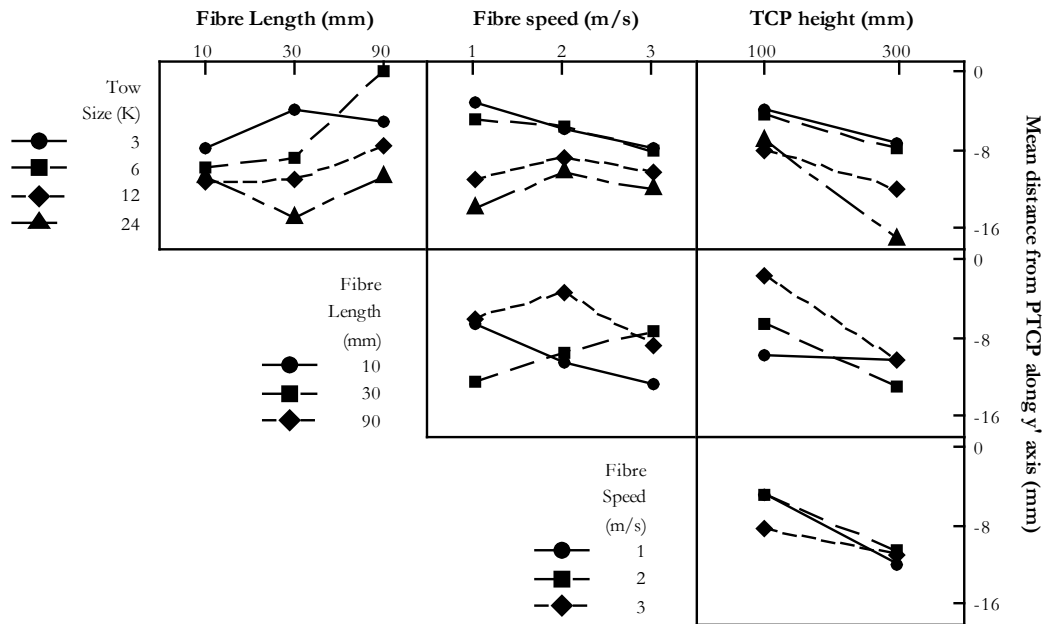 Fibre Length (mm) Fibre speed (m/s) TCP height (mm)
10 30 90 1 2 3 100 300
Tow
Size (K)
3
6
12
24
0
-8
-16
Fibre
Length
(mm)
10
30
90
0
-8
-16
Fibre
Speed
(m/s)
1
2
3
0
-8
-16
Mean distance from PTCP along y' axis (mm)